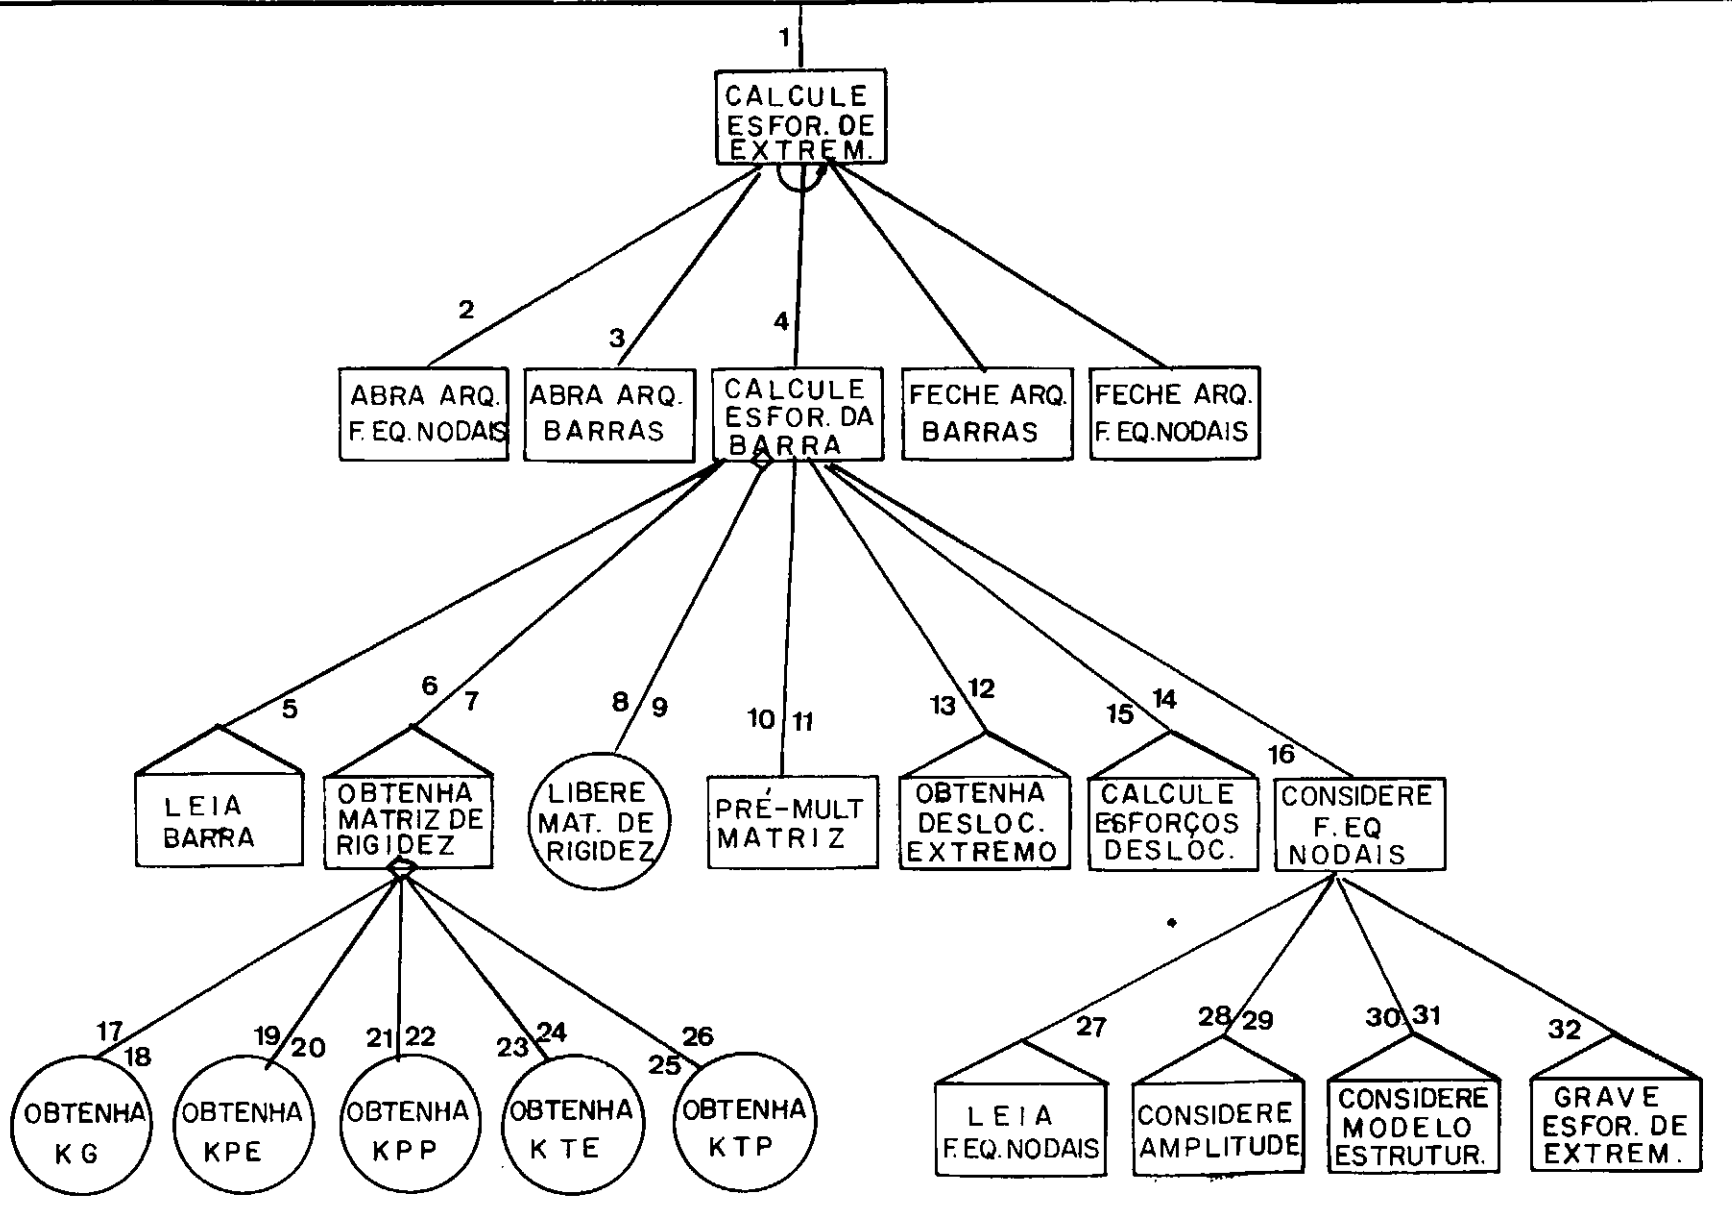 1
CALCULE
ESFOR. DE
EXTREM.
2
3
4
ABRA ARQ.
F. EQ. NODAIS
ABRA ARQ.
BARRAS
CALCULE
ESFOR. DA
BARRA
FECHE ARQ.
BARRAS
FECHE ARQ.
F. EQ. NODAIS
5
6
7
8
9
10
11
13
12
15
14
16
LEIA
BARRA
OBTENHA
MATRIZ DE
RIGIDEZ
LIBERE
MAT. DE
RIGIDEZ
PRÉ-MULT
MATRIZ
OBTENHA
DESLOC.
EXTREMO
CALCULE
ESFORÇOS
DESLOC.
CONSIDERE
F. EQ
NODAIS
17
18
19
20
21
22
23
24
25
26
27
28
29
30
31
32
OBTENHA
KG
OBTENHA
KPE
OBTENHA
KPP
OBTENHA
KTE
OBTENHA
KTP
LEIA
F. EQ. NODAIS
CONSIDERE
AMPLITUDE
CONSIDERE
MODELO
ESTRUTUR.
GRAVE
ESFOR. DE
EXTREM.